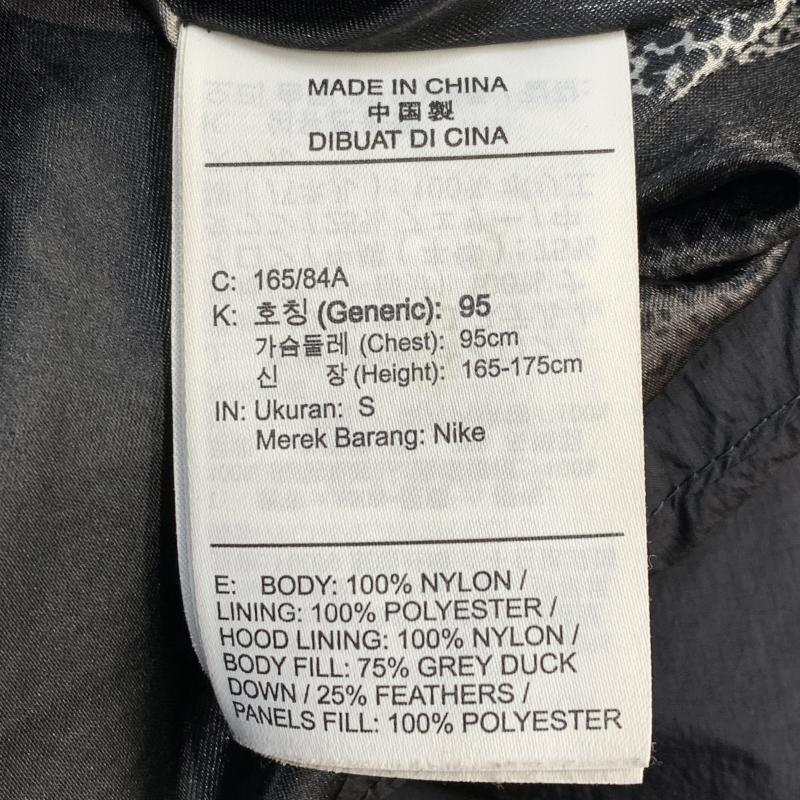 MADE IN CHINA
中国製
DIBUAT DI CINA
C: 165/84A
K: 호칭 (Generic): 95
가슴둘레 (Chest): 95cm
신 장 (Height): 165-175cm
IN: Ukuran: S
Merek Barang: Nike
E: BODY: 100% NYLON /
LINING: 100% POLYESTER /
HOOD LINING: 100% NYLON /
BODY FILL: 75% GREY DUCK
DOWN / 25% FEATHERS /
PANELS FILL: 100% POLYESTER